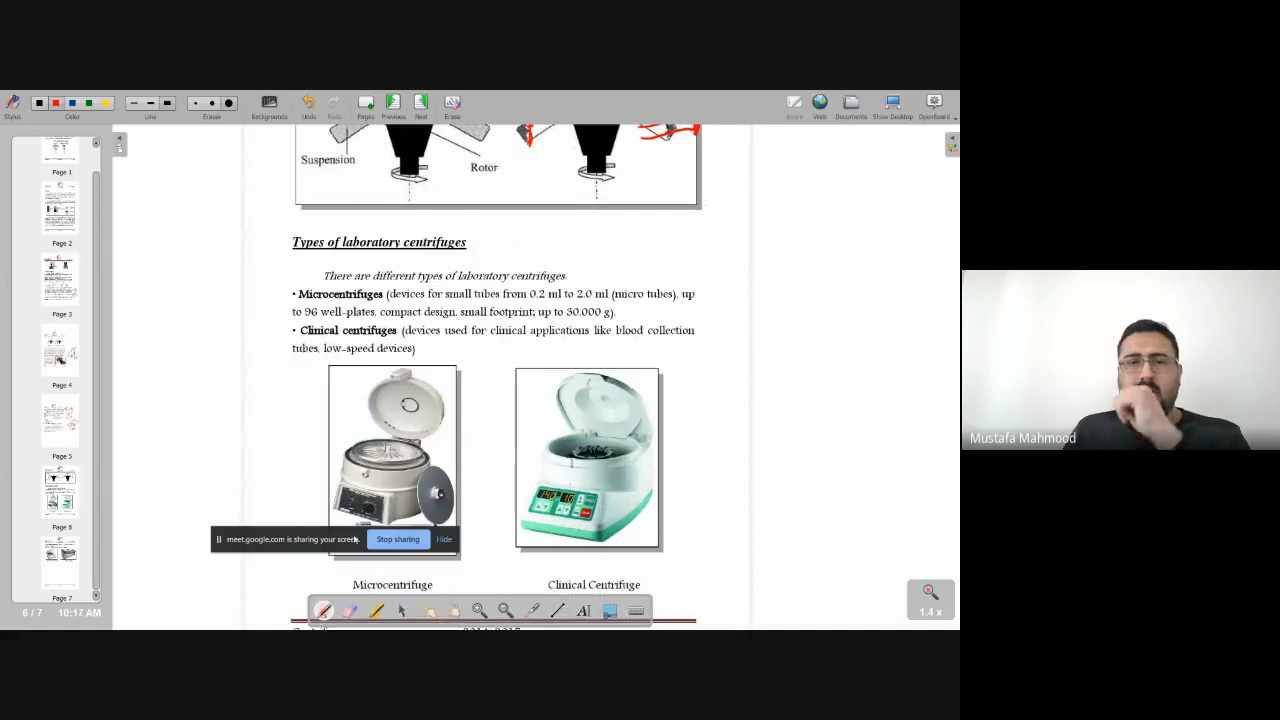 Stylus
Color
Line
Eraser
Backgrounds
Undo
Redo
Pages
Previous
Next
Erase
Board
Web
Documents
Show Desktop
OpenBoard
Page 1
Page 2
Page 3
Page 4
Page 5
Page 6
Page 7
6 / 7
10:17 AM
Suspension
Rotor
Types of laboratory centrifuges
There are different types of laboratory centrifuges.
• Microcentrifuges (devices for small tubes from 0.2 ml to 2.0 ml (micro tubes), up
to 96 well-plates, compact design, small footprint; up to 30.000 g).
• Clinical centrifuges (devices used for clinical applications like blood collection
tubes, low-speed devices)
meet.google.com is sharing your screen.
Stop sharing
Hide
Microcentrifuge
Clinical Centrifuge
1.4 x
Mustafa Mahmood